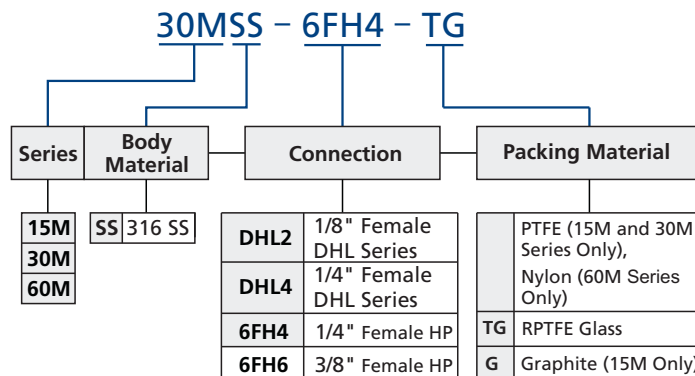 30MSS – 6FH4 – TG
Series
Body
Material
Connection
Packing Material
15M
30M
60M
SS 316 SS
DHL2 1/8" Female
DHL Series
DHL4 1/4" Female
DHL Series
6FH4 1/4" Female HP
6FH6 3/8" Female HP
PTFE (15M and 30M
Series Only),
Nylon (60M Series
Only)
TG RPTFE Glass
G Graphite (15M Only)